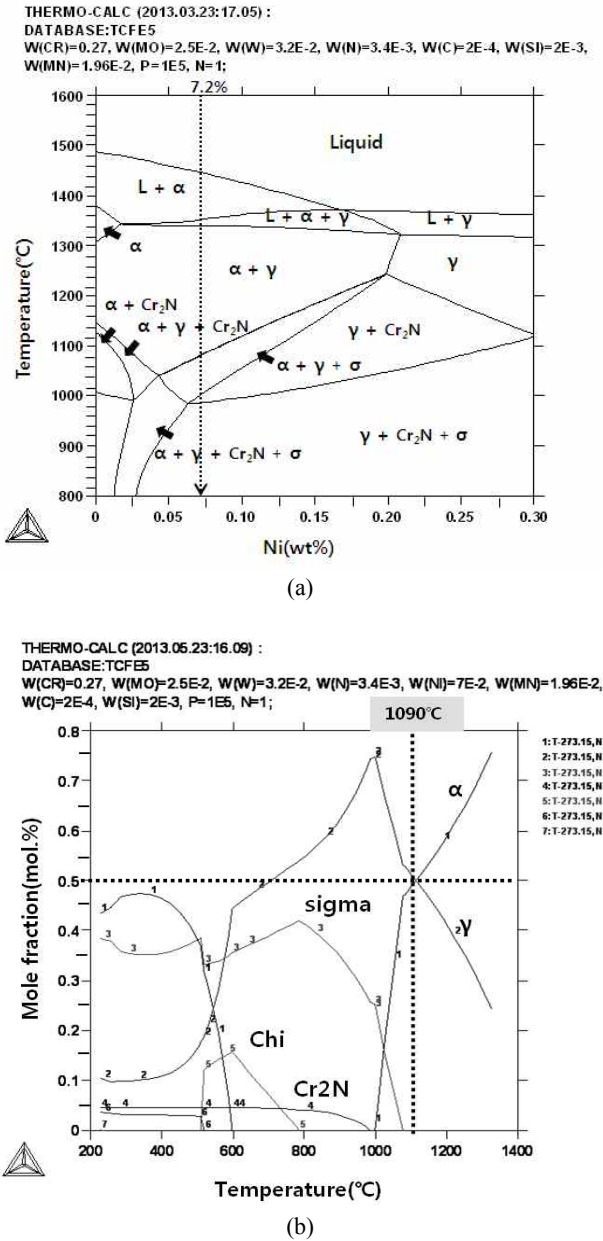 THERMO-CALC (2013.03.23:17.05) :
DATABASE:TCFE5
W(CR)=0.27, W(MO)=2.5E-2, W(W)=3.2E-2, W(N)=3.4E-3, W(C)=2E-4, W(SI)=2E-3,
W(MN)=1.96E-2, P=1E5, N=1;
7.2%
1600
1500
1400
1300
1200
1100
1000
900
800
Temperature(°C)
Liquid
L + α
L + α + γ
L + γ
α
α + γ
γ
α + Cr₂N
α + γ + Cr₂N
γ + Cr₂N
α + γ + σ
γ + Cr₂N + σ
α + γ + Cr₂N + σ
0 0.05 0.10 0.15 0.20 0.25 0.30
Ni(wt%)
(a)
THERMO-CALC (2013.05.23:16.09) :
DATABASE:TCFE5
W(CR)=0.27, W(MO)=2.5E-2, W(W)=3.2E-2, W(N)=3.4E-3, W(NI)=7E-2, W(MN)=1.96E-2,
W(C)=2E-4, W(SI)=2E-3, P=1E5, N=1;
1090℃
0.8
0.7
0.6
0.5
0.4
0.3
0.2
0.1
0
Mole fraction(mol.%)
1:T-273.15,N
2:T-273.15,N
3:T-273.15,N
4:T-273.15,N
5:T-273.15,N
6:T-273.15,N
7:T-273.15,N
α
γ
sigma
Chi
Cr2N
200 400 600 800 1000 1200 1400
Temperature(℃)
(b)